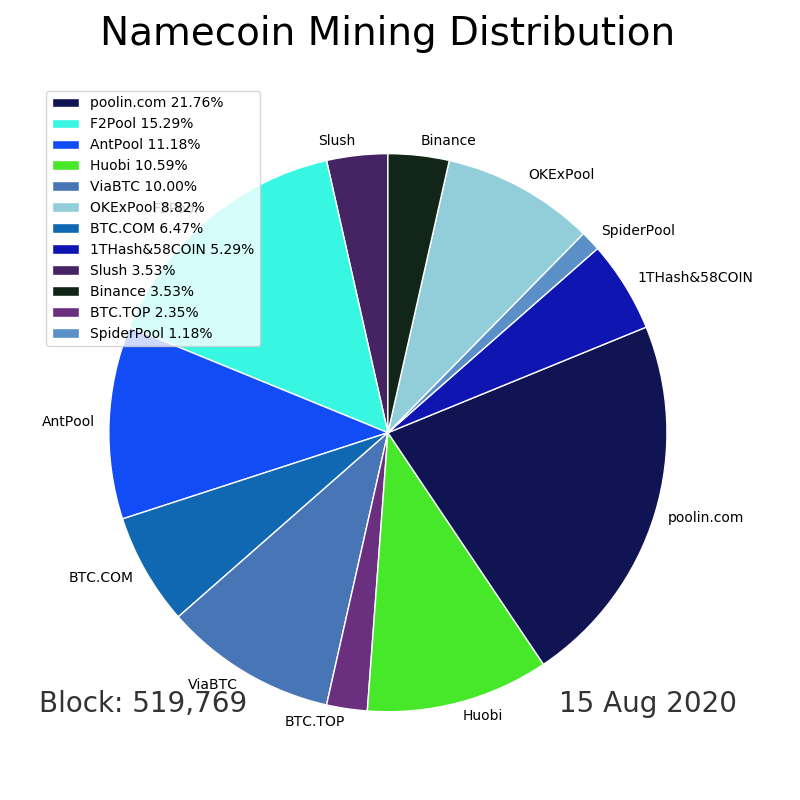 Namecoin Mining Distribution
poolin.com 21.76%
F2Pool 15.29%
AntPool 11.18%
Huobi 10.59%
ViaBTC 10.00%
OKExPool 8.82%
BTC.COM 6.47%
1THash&58COIN 5.29%
Slush 3.53%
Binance 3.53%
BTC.TOP 2.35%
SpiderPool 1.18%
Slush
Binance
OKExPool
SpiderPool
1THash&58COIN
AntPool
poolin.com
BTC.COM
ViaBTC
BTC.TOP
Huobi
Block: 519,769
15 Aug 2020